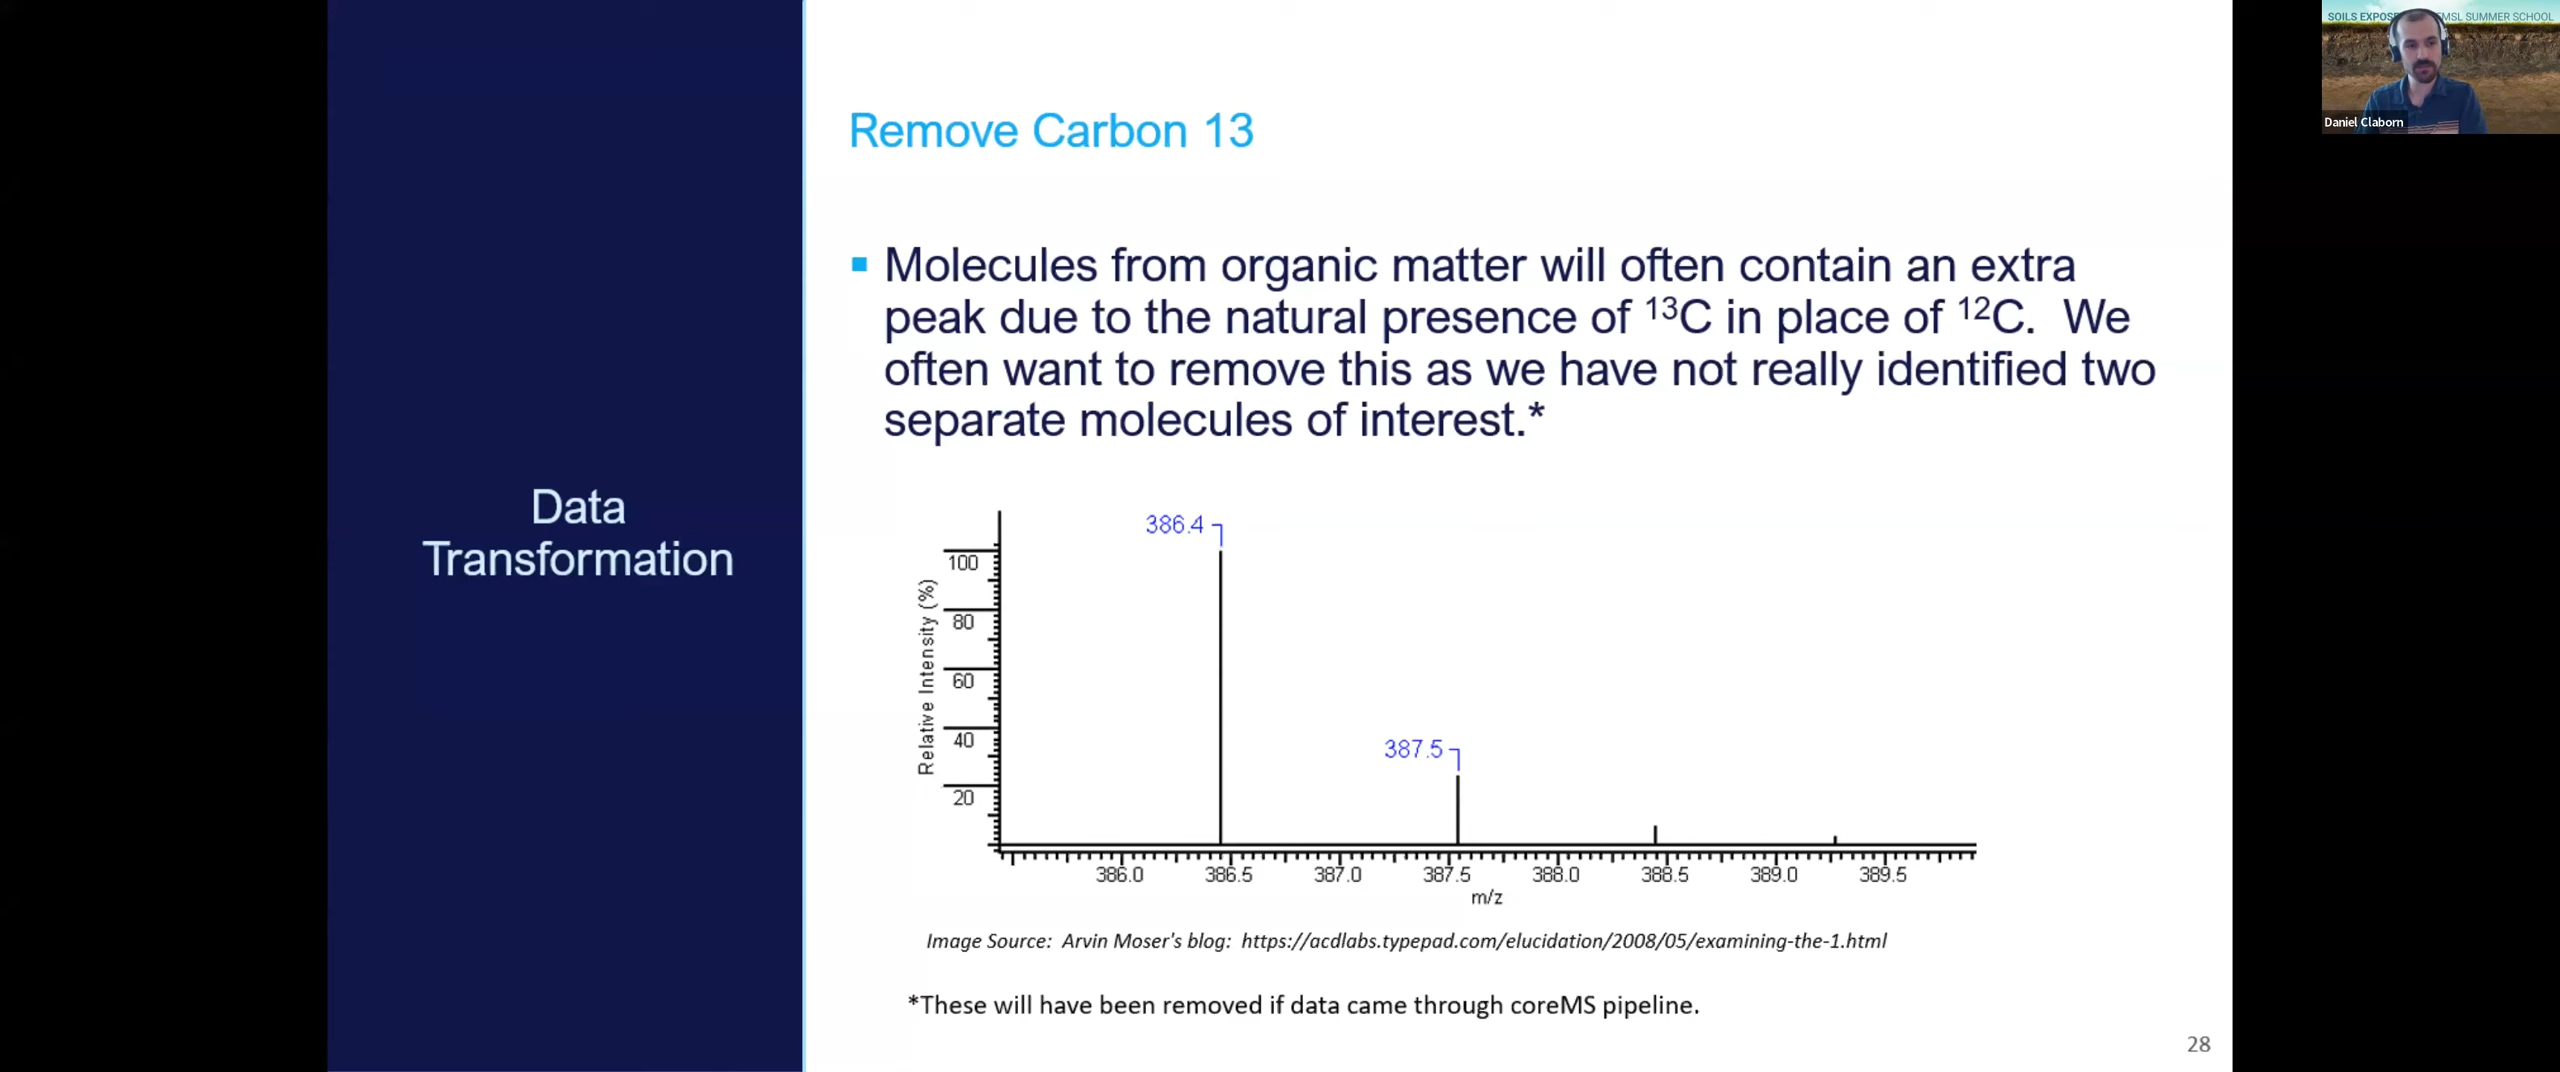 SOILS EXPOS
EMSL SUMMER SCHOOL
Daniel Claborn
Data
Transformation
Remove Carbon 13
Molecules from organic matter will often contain an extra
peak due to the natural presence of ¹³C in place of ¹²C. We
often want to remove this as we have not really identified two
separate molecules of interest.*
386.4
387.5
Relative Intensity (%)
100
80
60
40
20
386.0 386.5 387.0 387.5 388.0 388.5 389.0 389.5
m/z
Image Source: Arvin Moser's blog: https://acdlabs.typepad.com/elucidation/2008/05/examining-the-1.html
*These will have been removed if data came through coreMS pipeline.
28